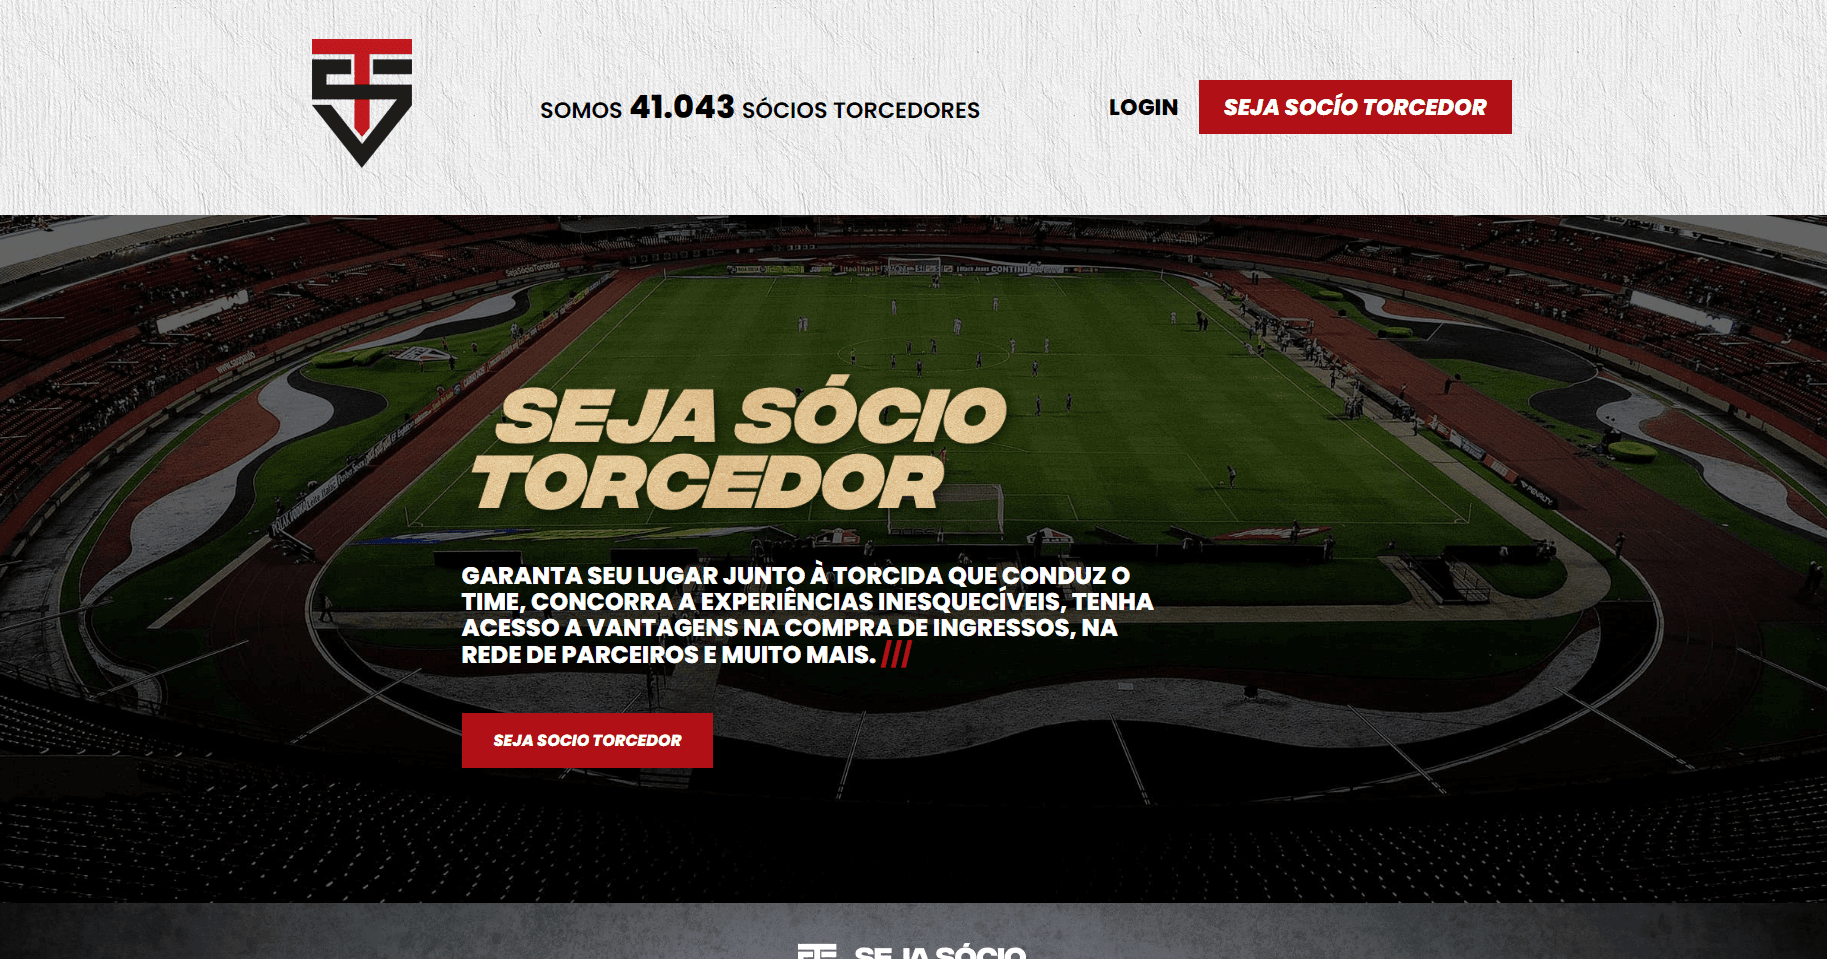 SOMOS 41.043 SÓCIOS TORCEDORES
LOGIN
SEJA SOCÍO TORCEDOR
SEJA SÓCIO
TORCEDOR
GARANTA SEU LUGAR JUNTO À TORCIDA QUE CONDUZ O
TIME, CONCORRA A EXPERIÊNCIAS INESQUECÍVEIS, TENHA
ACESSO A VANTAGENS NA COMPRA DE INGRESSOS, NA
REDE DE PARCEIROS E MUITO MAIS. ///
SEJA SOCIO TORCEDOR
SEJA SÓCIO